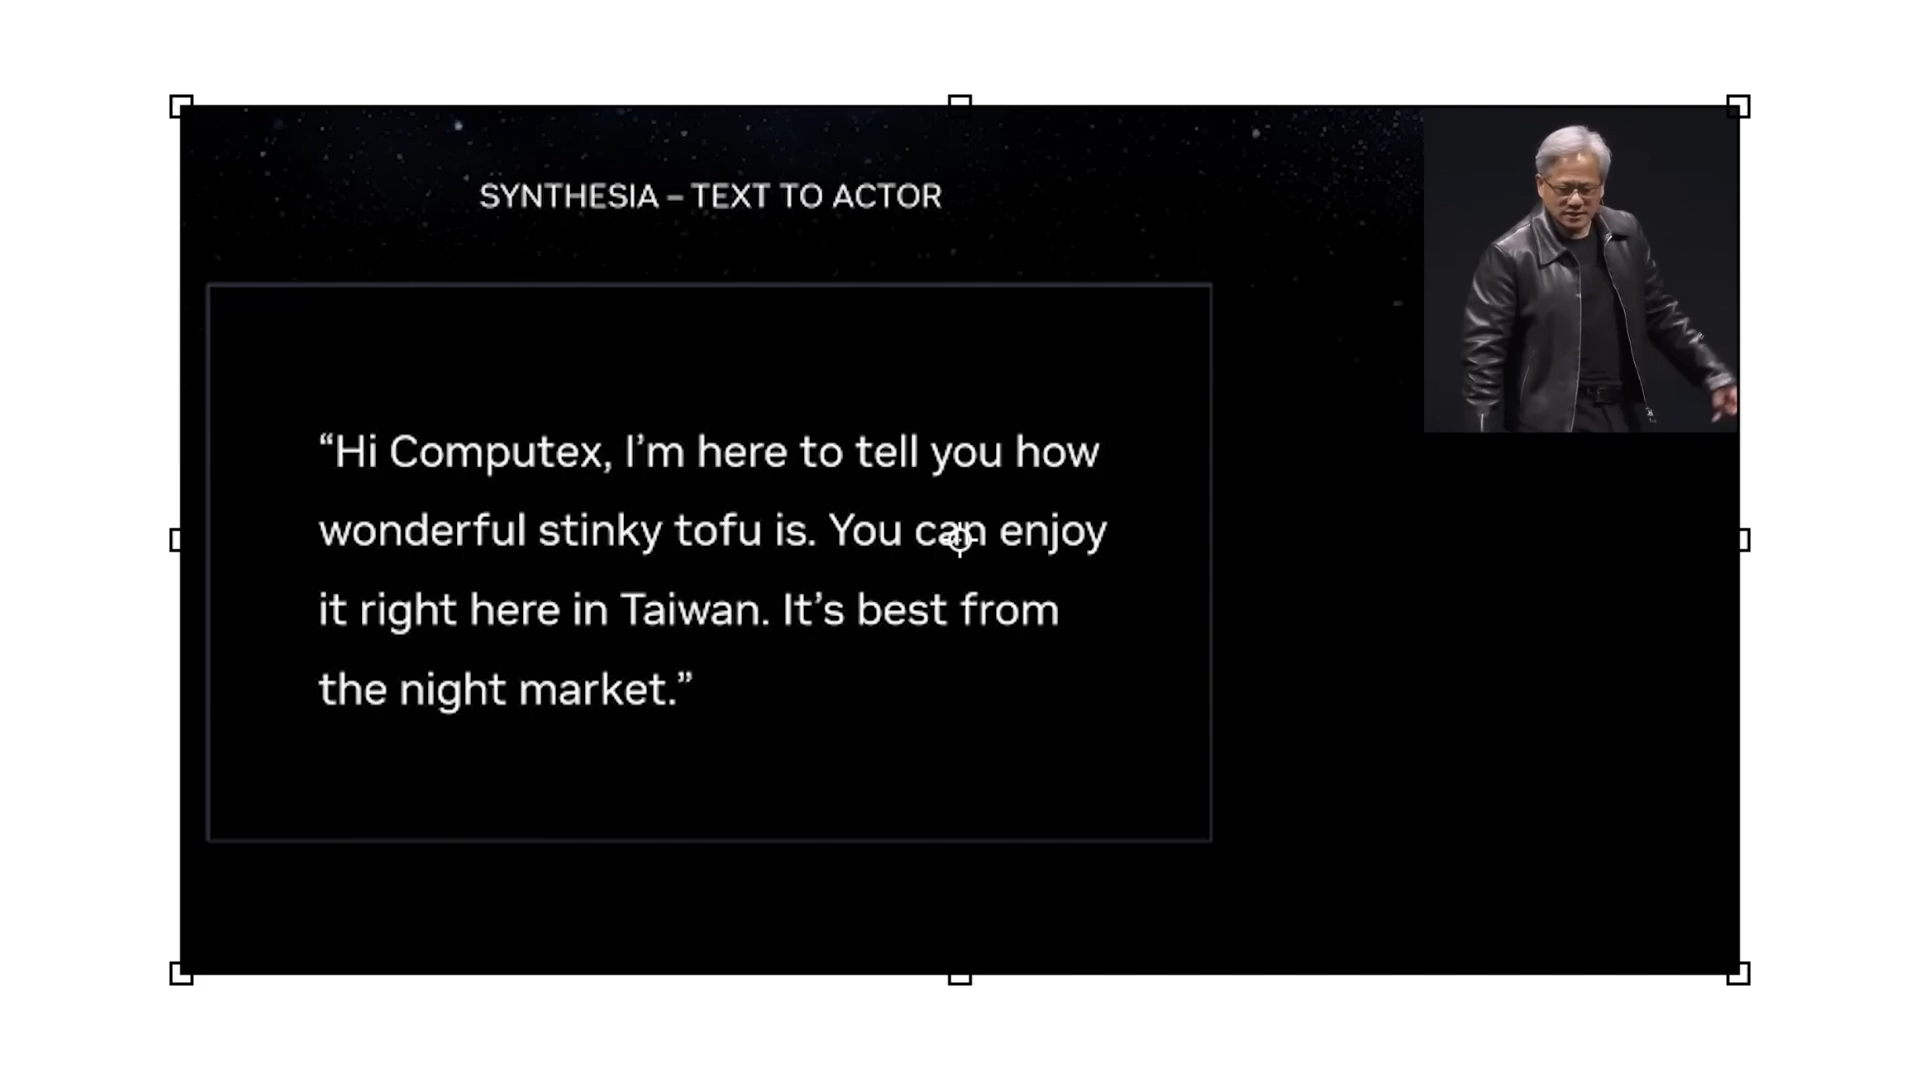 SYNTHESIA – TEXT TO ACTOR
“Hi Computex, I’m here to tell you how
wonderful stinky tofu is. You can enjoy
it right here in Taiwan. It’s best from
the night market.”